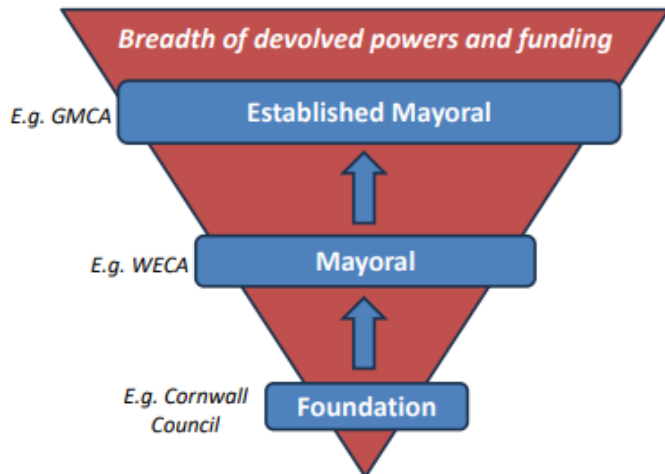 Breadth of devolved powers and funding
E.g. GMCA
Established Mayoral
E.g. WECA
Mayoral
E.g. Cornwall
Council
Foundation